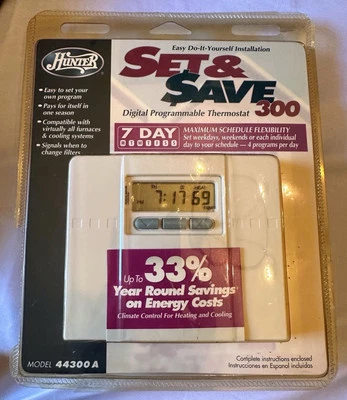 HUNTER
Easy Do-It-Yourself Installation
SET &
$AVE
300
Digital Programmable Thermostat
• Easy to set your
own program
• Pays for itself in
one season
• Compatible with
virtually all furnaces
& cooling systems
• Signals when to
change filters
7 DAY
MAXIMUM SCHEDULE FLEXIBILITY
Set weekdays, weekends or each individual
day to your schedule — 4 programs per day
PM 7:17 69
Up To 33%
Year Round Savings
on Energy Costs
Climate Control For Heating and Cooling
MODEL 44300A
Complete instructions enclosed
Instrucciones en Espanol incluidas